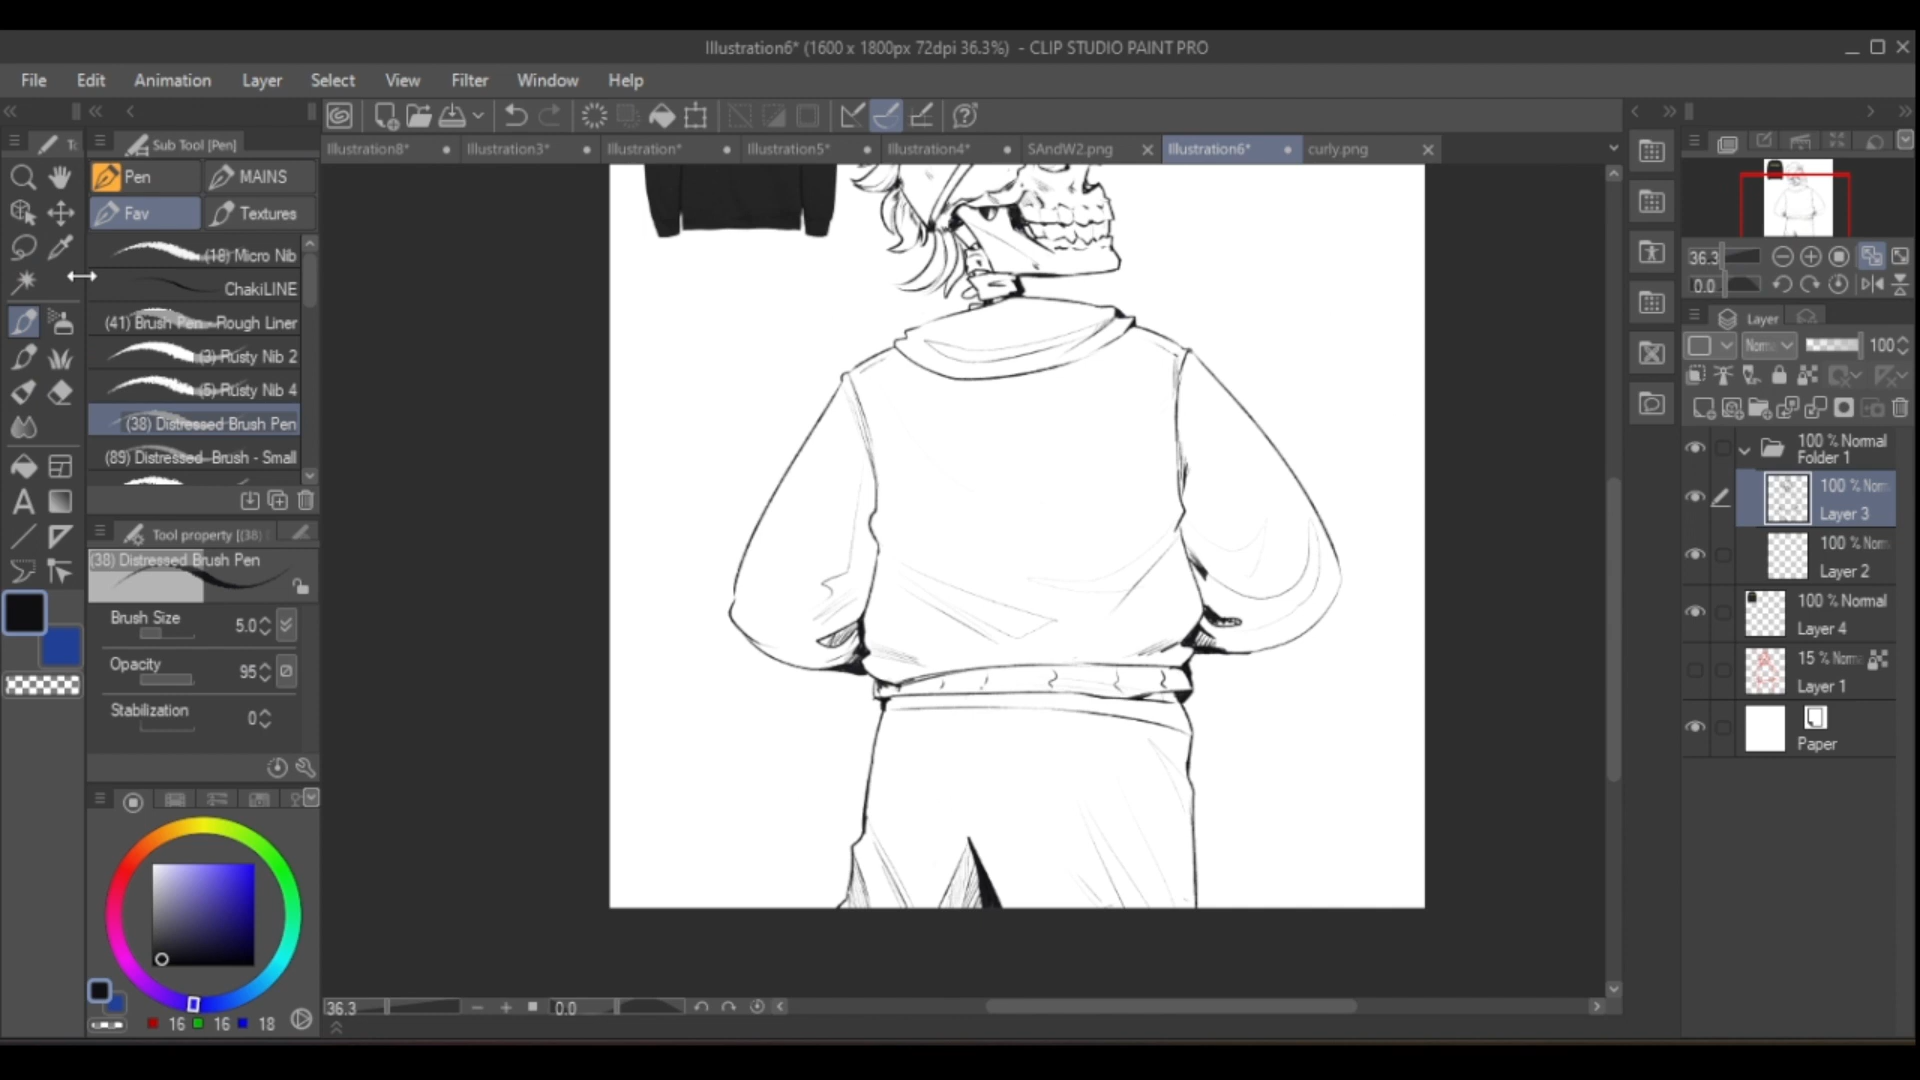 Illustration6* (1600 x 1800px 72dpi 36.3%) - CLIP STUDIO PAINT PRO
File Edit Animation Layer Select View Filter Window Help
Sub Tool [Pen]
Illustration8* Illustration3* Illustration* Illustration5* Illustration4* SAndW2.png Illustration6* curly.png
Pen MAINS
Fav Textures
(18) Micro Nib
ChakiLINE
(41) Brush Pen - Rough Liner
(3) Rusty Nib 2
(5) Rusty Nib 4
(38) Distressed Brush Pen
(89) Distressed Brush - Small
Tool property [(38)
(38) Distressed Brush Pen
Brush Size 5.0
Opacity 95
Stabilization 0
16 16 18
36.3 0.0
36.3
0.0
Layer
Norm 100
100 % Normal
Folder 1
100 % Norm
Layer 3
100 % Norm
Layer 2
100 % Normal
Layer 4
15 % Norm
Layer 1
Paper